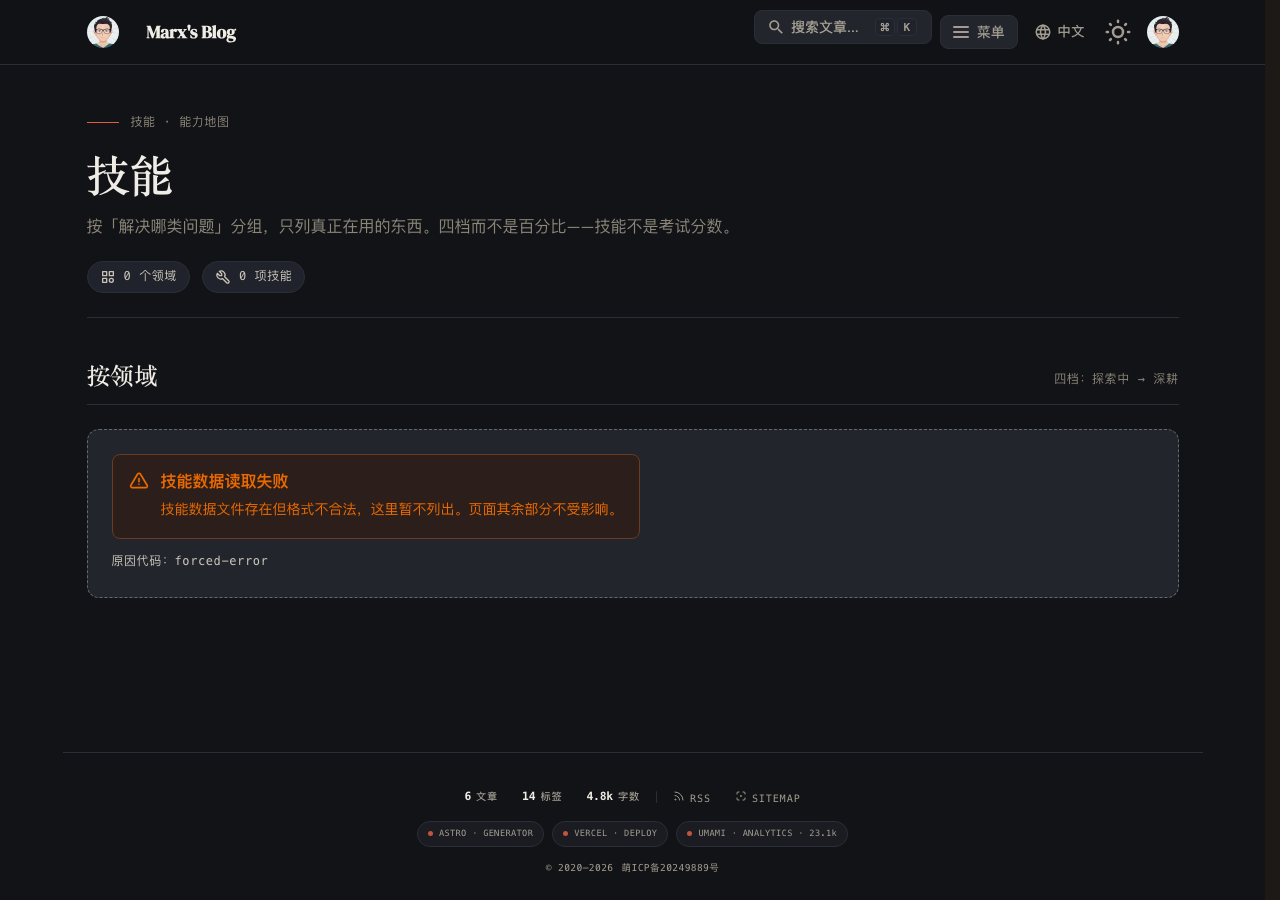 Marx's Blog
搜索文章... ⌘ K
菜单
中文
技能 · 能力地图
技能
按「解决哪类问题」分组，只列真正在用的东西。四档而不是百分比——技能不是考试分数。
0 个领域
0 项技能
按领域
四档：探索中 → 深耕
技能数据读取失败
技能数据文件存在但格式不合法，这里暂不列出。页面其余部分不受影响。
原因代码：forced-error
6 文章 14 标签 4.8k 字数 RSS SITEMAP
ASTRO · GENERATOR VERCEL · DEPLOY UMAMI · ANALYTICS · 23.1k
© 2020—2026 萌ICP备20249889号